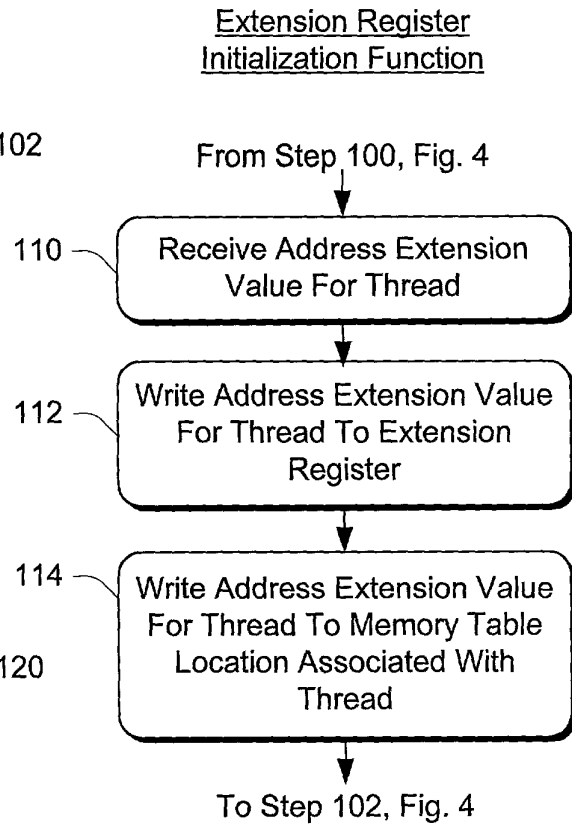 Extension Register
Initialization Function
102
From Step 100, Fig. 4
110
Receive Address Extension
Value For Thread
112
Write Address Extension Value
For Thread To Extension
Register
114
Write Address Extension Value
For Thread To Memory Table
Location Associated With
Thread
120
To Step 102, Fig. 4